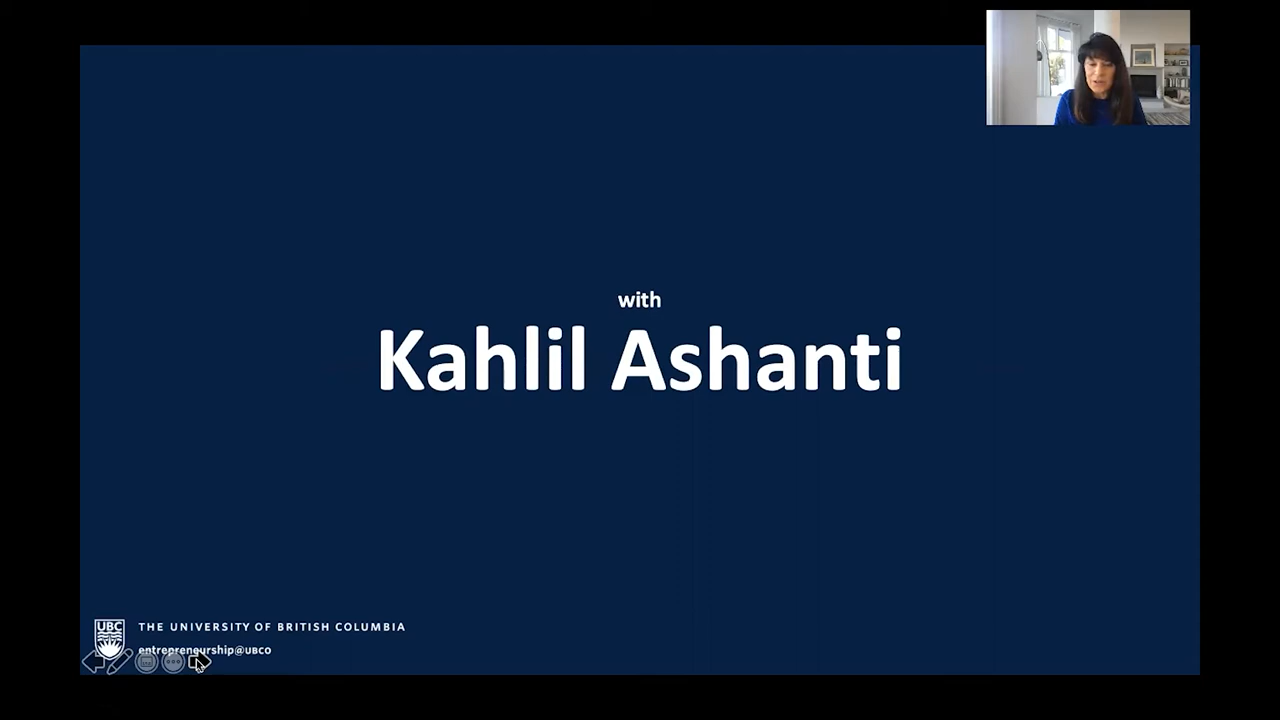 with
Kahlil Ashanti
UBC
THE UNIVERSITY OF BRITISH COLUMBIA
entrepreneurship@UBCO